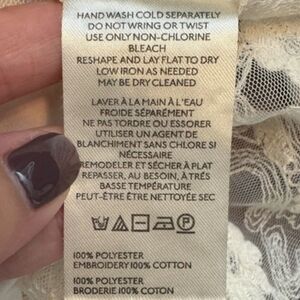 HAND WASH COLD SEPARATELY
DO NOT WRING OR TWIST
USE ONLY NON-CHLORINE
BLEACH
RESHAPE AND LAY FLAT TO DRY
LOW IRON AS NEEDED
MAY BE DRY CLEANED
LAVER À LA MAIN À L'EAU
FROIDE SÉPARÉMENT
NE PAS TORDRE OU ESSORER
UTILISER UN AGENT DE
BLANCHIMENT SANS CHLORE SI
NÉCESSAIRE
REMODELER ET SÉCHER À PLAT
REPASSER, AU BESOIN, À TRÉS
BASSE TEMPÉRATURE
PEUT-ÊTRE ÊTRE NETTOYÉE SEC
100% POLYESTER
EMBROIDERY 100% COTTON
100% POLYESTER
BRODERIE 100% COTON